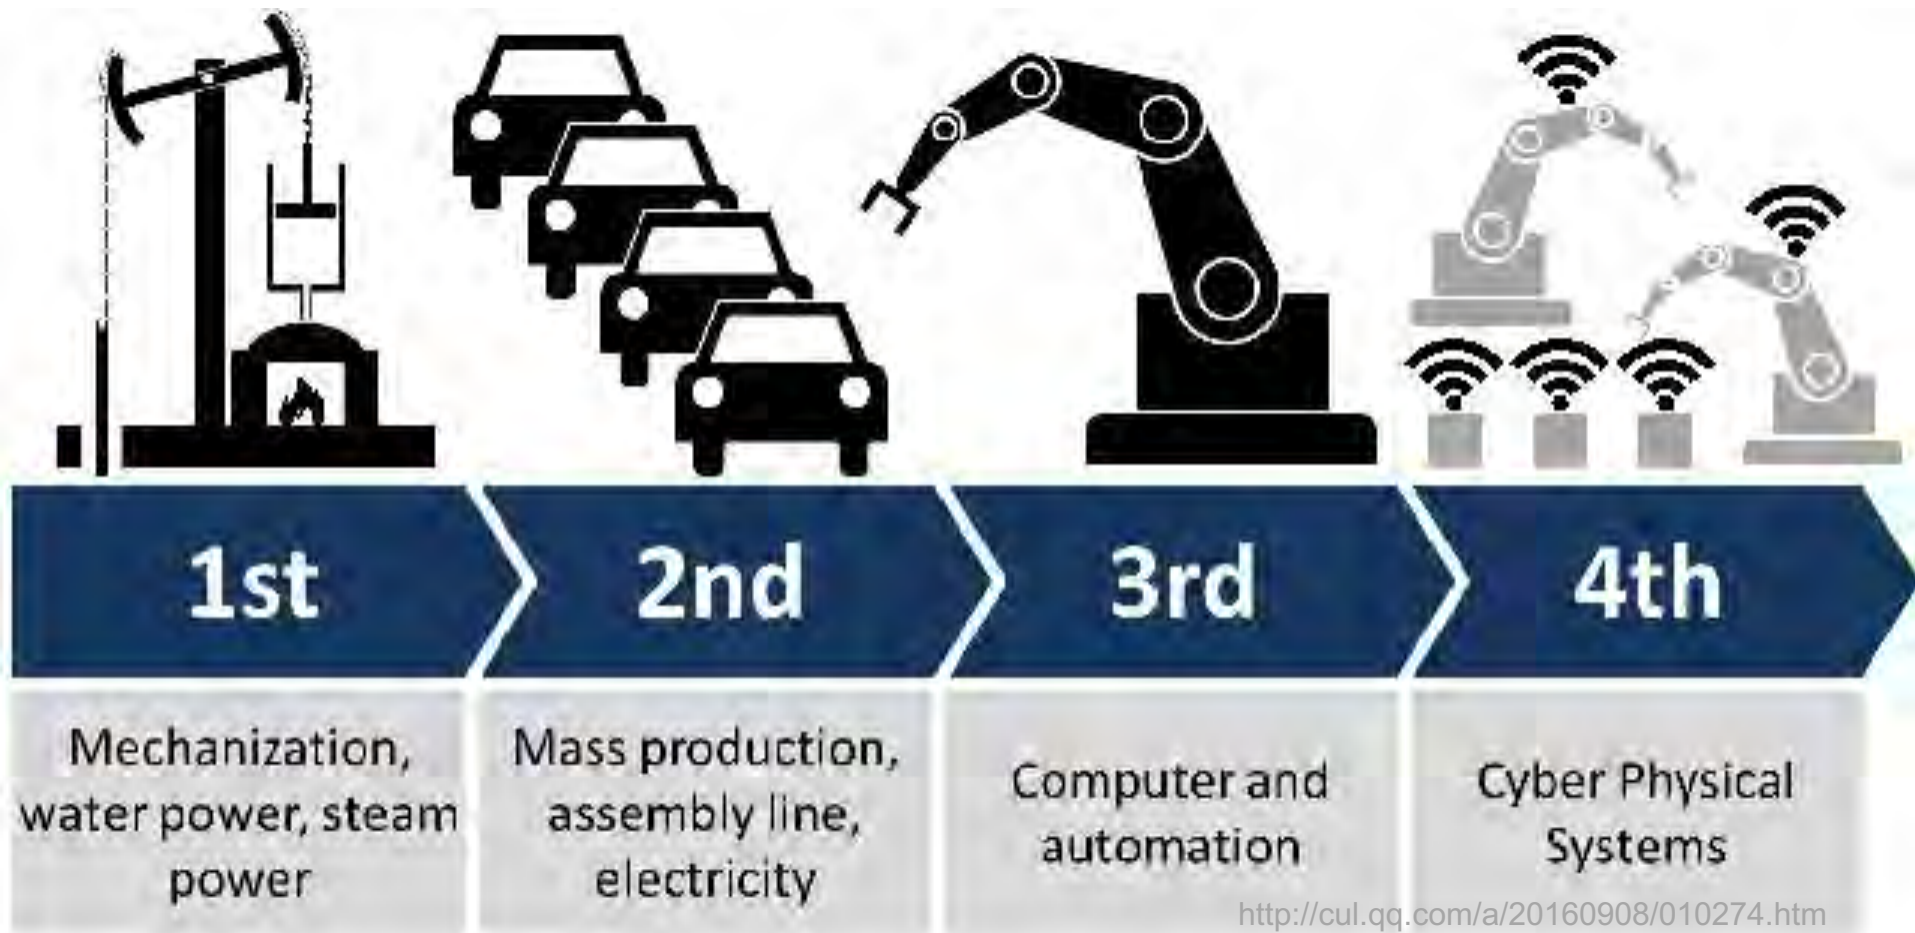 1st
2nd
3rd
4th
Mechanization,
water power, steam
power
Mass production,
assembly line,
electricity
Computer and
automation
Cyber Physical
Systems
http://cul.qq.com/a/20160908/010274.htm